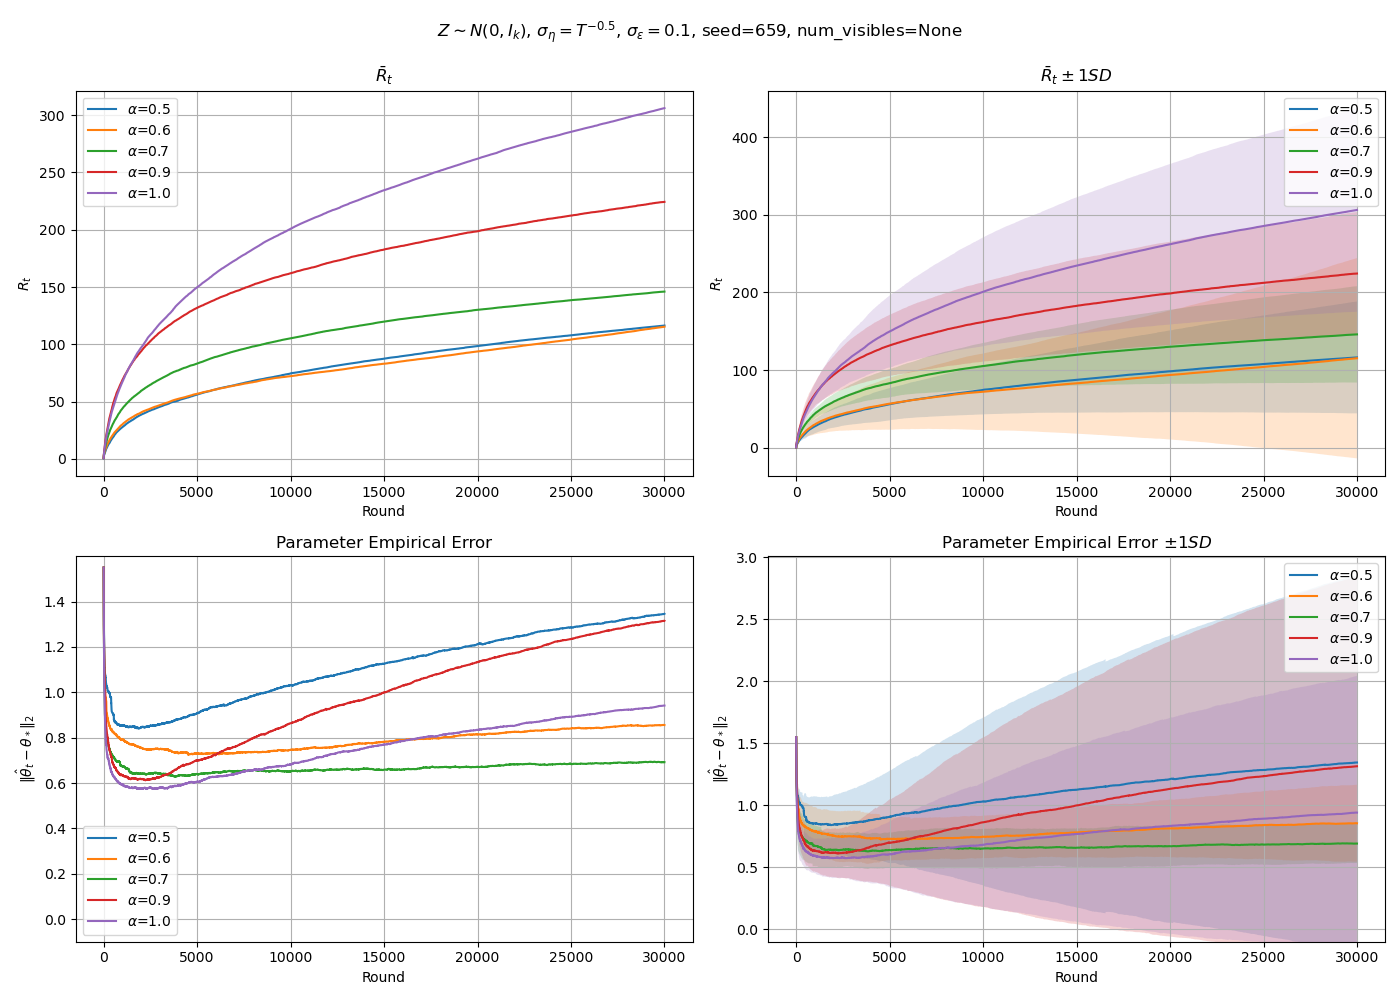 Z ~ N(0, I_k), σ_η = T^{−0.5}, σ_ε = 0.1, seed=659, num_visibles=None
R̄_t
R_t
300
250
200
150
100
50
0
α=0.5
α=0.6
α=0.7
α=0.9
α=1.0
0 5000 10000 15000 20000 25000 30000
Round
R̄_t ± 1SD
R_t
400
300
200
100
0
α=0.5
α=0.6
α=0.7
α=0.9
α=1.0
0 5000 10000 15000 20000 25000 30000
Round
Parameter Empirical Error
‖θ̂_t − θ_*‖_2
1.4
1.2
1.0
0.8
0.6
0.4
0.2
0.0
α=0.5
α=0.6
α=0.7
α=0.9
α=1.0
0 5000 10000 15000 20000 25000 30000
Round
Parameter Empirical Error ±1SD
‖θ̂_t − θ_*‖_2
3.0
2.5
2.0
1.5
1.0
0.5
0.0
α=0.5
α=0.6
α=0.7
α=0.9
α=1.0
0 5000 10000 15000 20000 25000 30000
Round